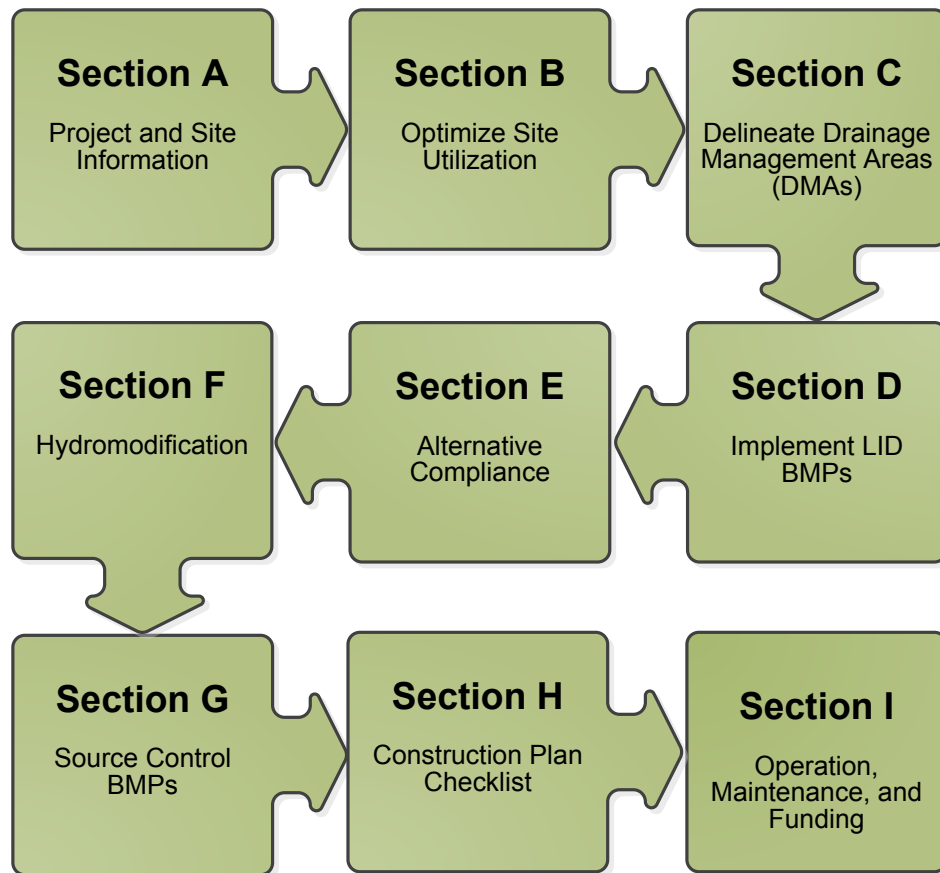 Section A
Project and Site
Information
Section B
Optimize Site
Utilization
Section C
Delineate Drainage
Management Areas
(DMAs)
Section D
Implement LID
BMPs
Section E
Alternative
Compliance
Section F
Hydromodification
Section G
Source Control
BMPs
Section H
Construction Plan
Checklist
Section I
Operation,
Maintenance, and
Funding